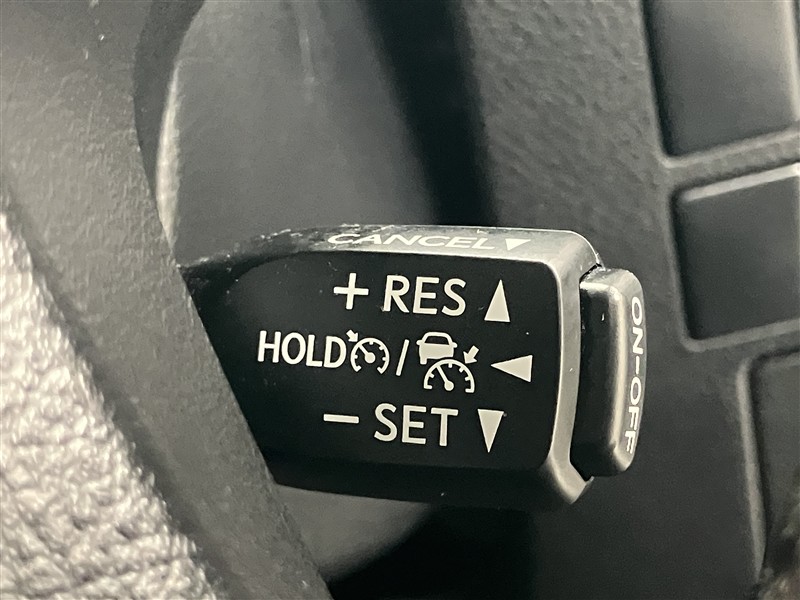 CANCEL▼
+ RES ▲
HOLD / ◀
− SET ▼
ON-OFF